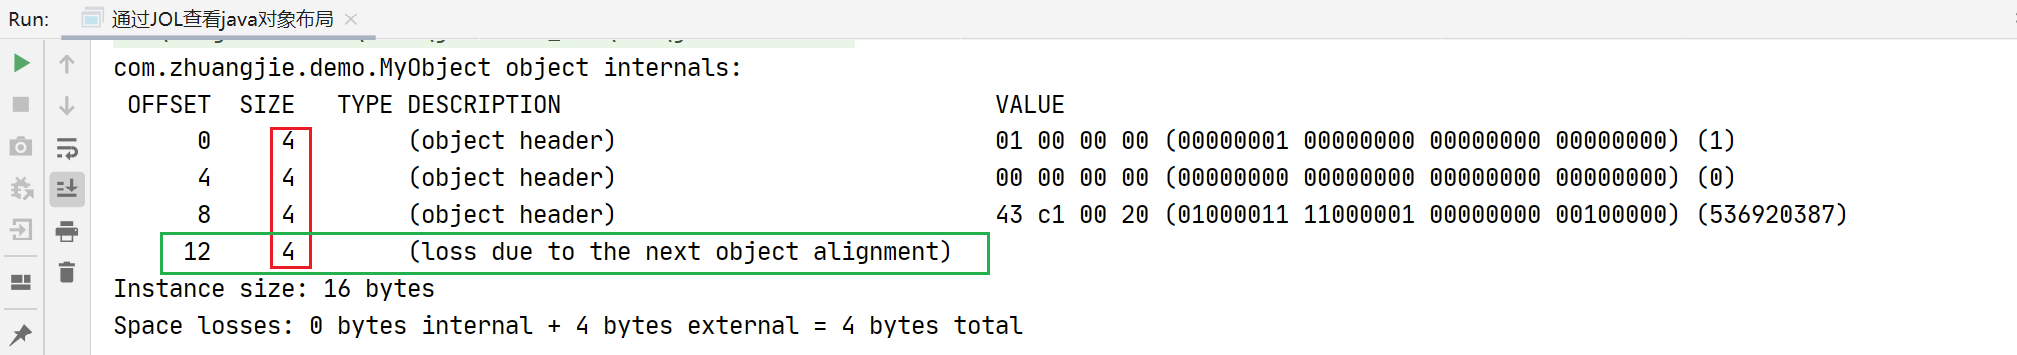 Run: 通过JOL查看java对象布局
com.zhuangjie.demo.MyObject object internals:
OFFSET SIZE TYPE DESCRIPTION VALUE
0 4 (object header) 01 00 00 00 (00000001 00000000 00000000 00000000) (1)
4 4 (object header) 00 00 00 00 (00000000 00000000 00000000 00000000) (0)
8 4 (object header) 43 c1 00 20 (01000011 11000001 00000000 00100000) (536920387)
12 4 (loss due to the next object alignment)
Instance size: 16 bytes
Space losses: 0 bytes internal + 4 bytes external = 4 bytes total